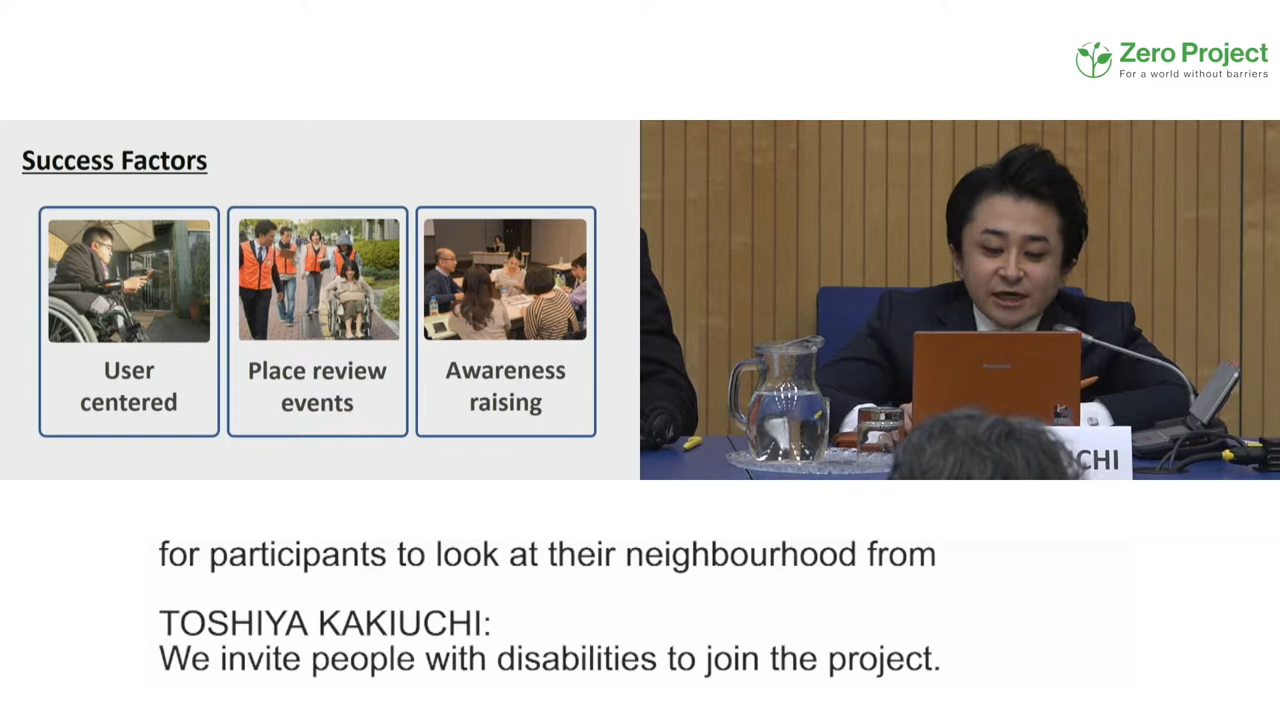 Zero Project
For a world without barriers
Success Factors
User
centered
Place review
events
Awareness
raising
CHI
for participants to look at their neighbourhood from
TOSHIYA KAKIUCHI:
We invite people with disabilities to join the project.